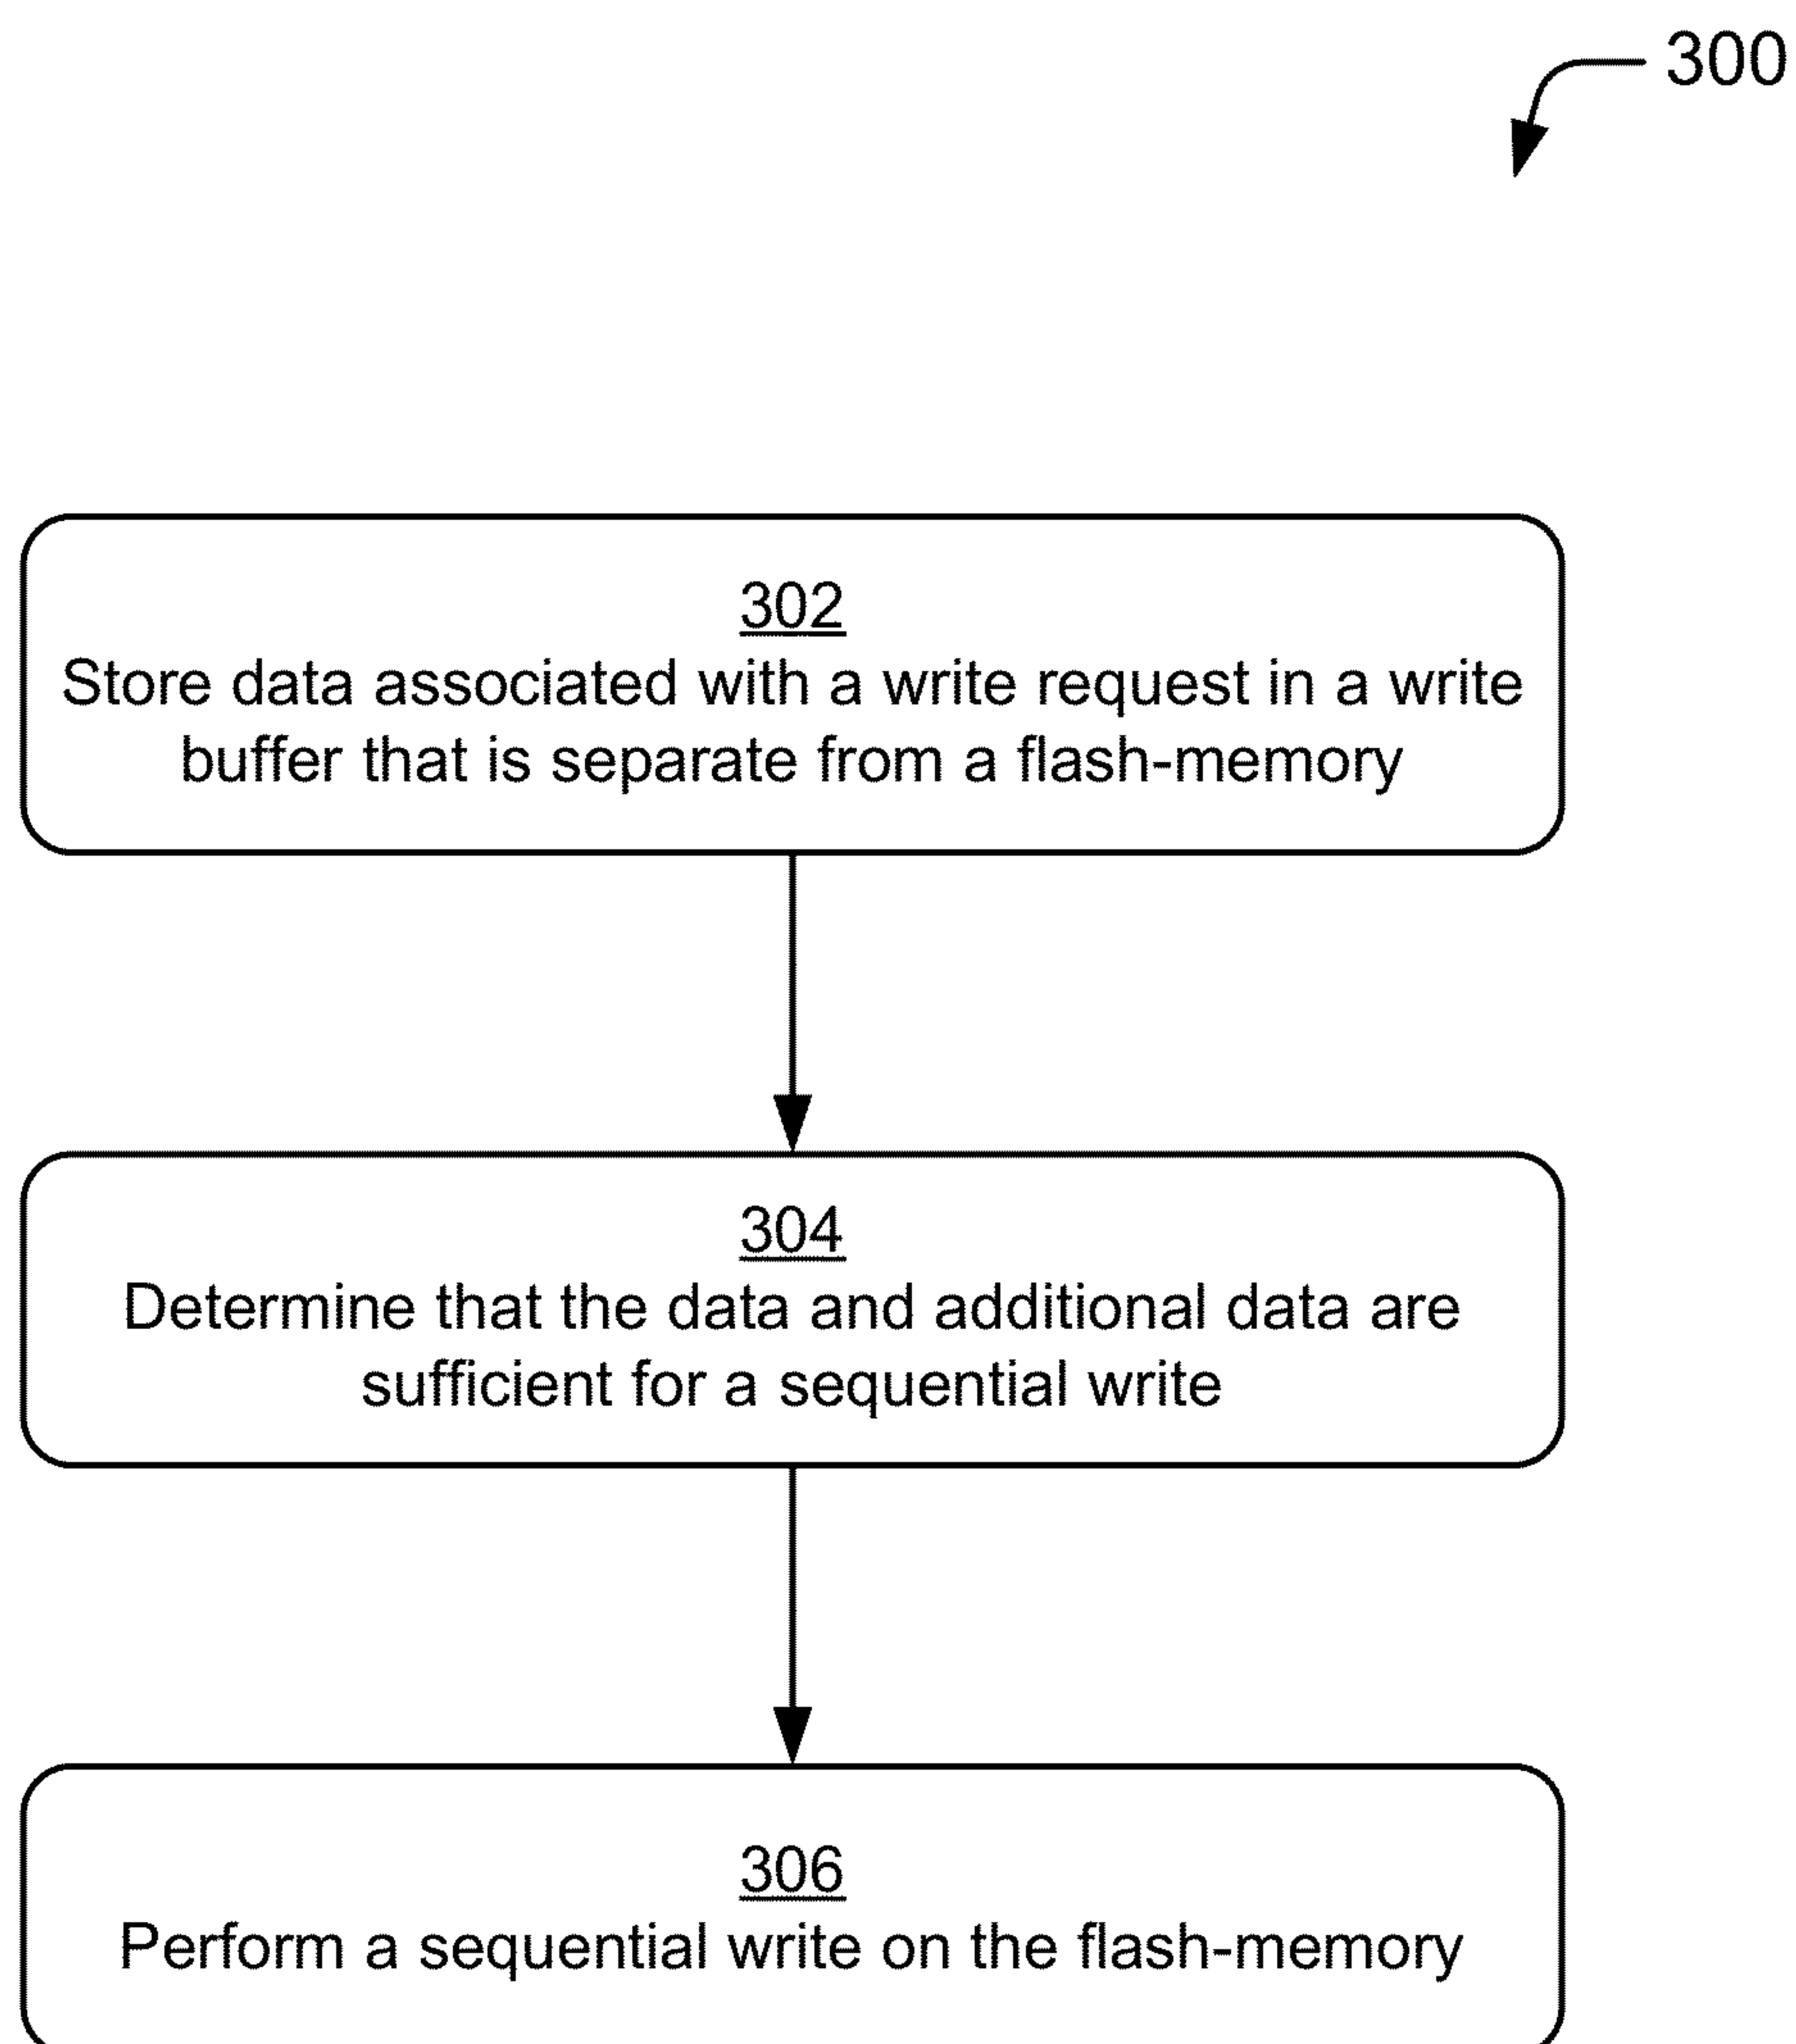 300
302
Store data associated with a write request in a write
buffer that is separate from a flash-memory
304
Determine that the data and additional data are
sufficient for a sequential write
306
Perform a sequential write on the flash-memory